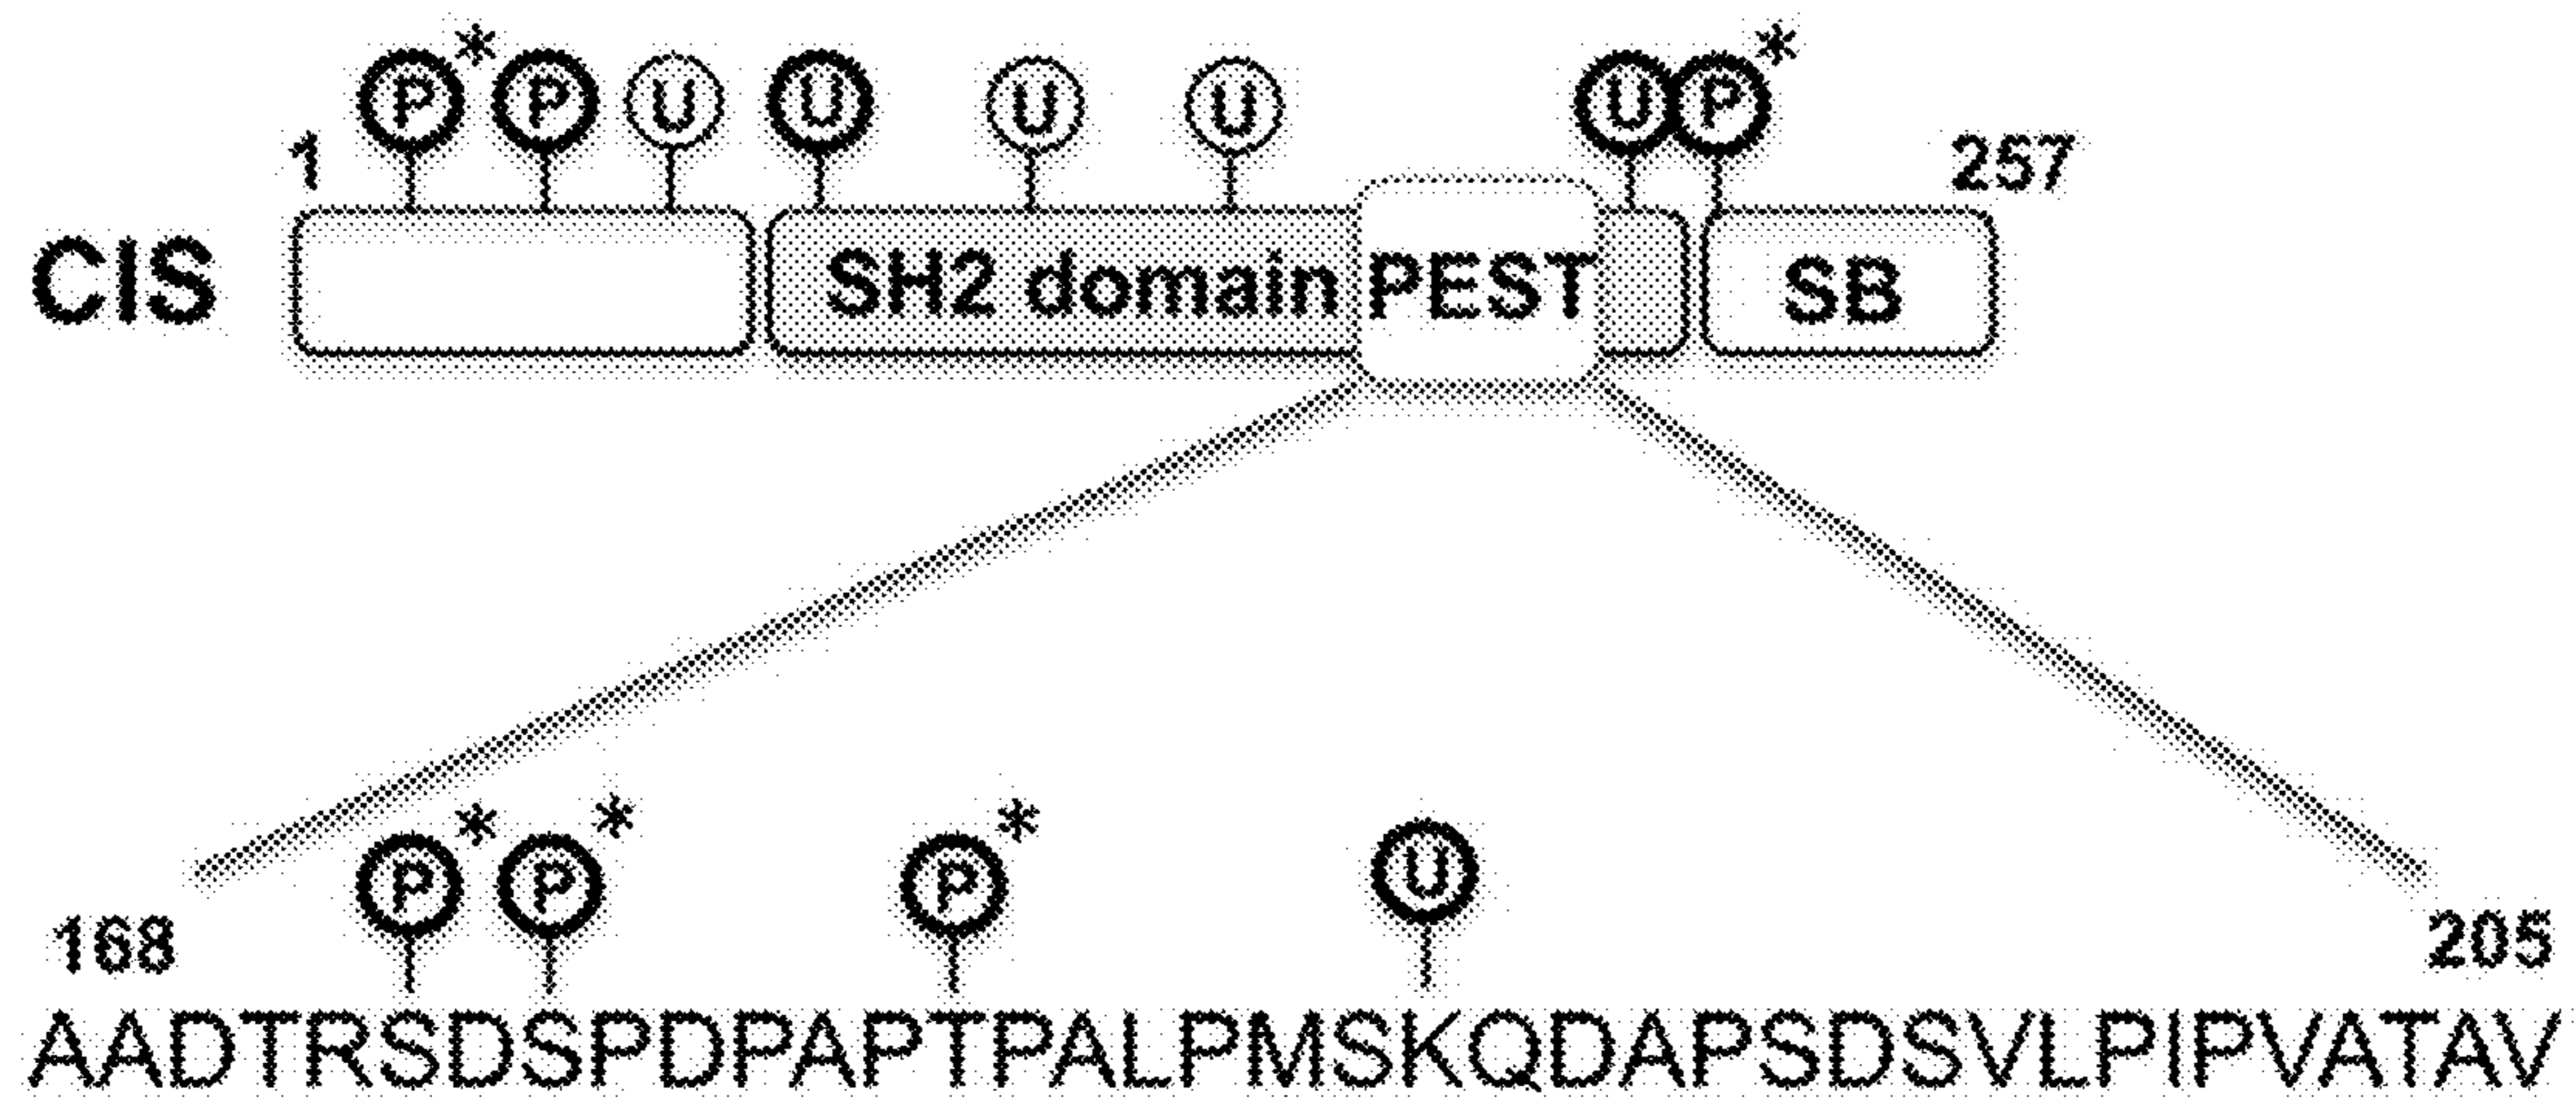 P* P U U U U U P*
1 257
CIS SH2 domain PEST SB
P* P* P* U
168 205
AADTRSDSPDPAPTPALPMSKQDAPSDSVLPIPVATAV